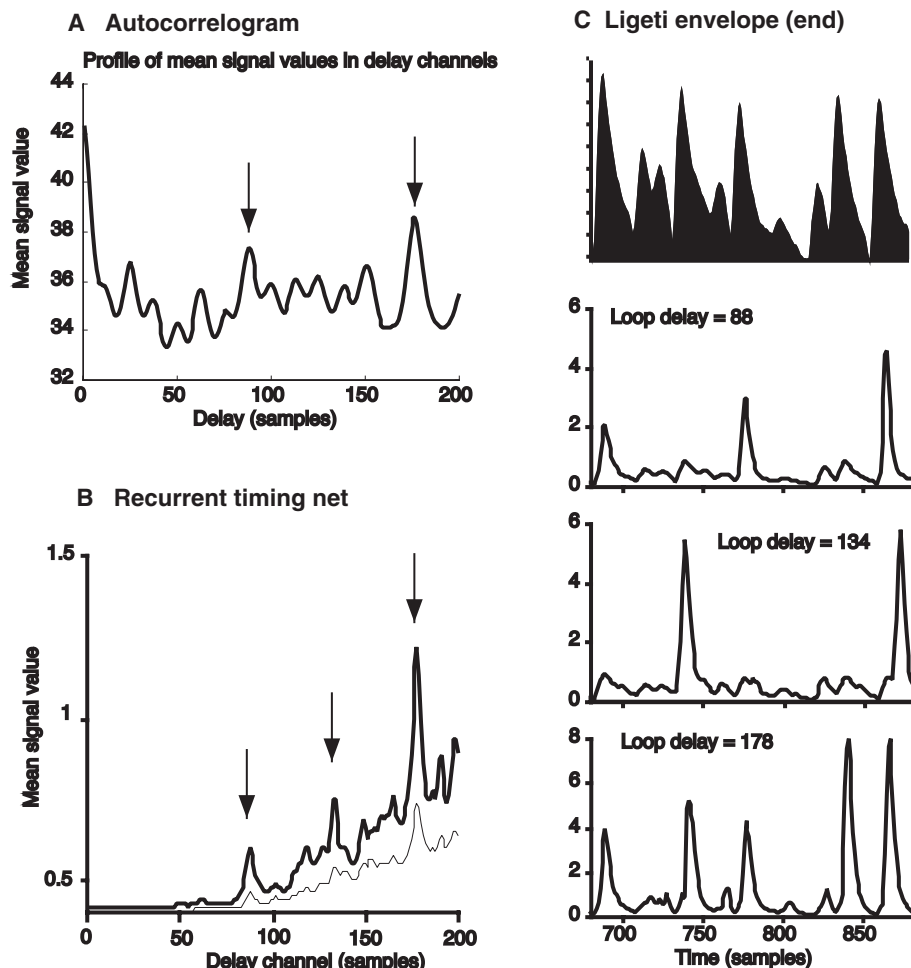 A Autocorrelogram
Profile of mean signal values in delay channels
Mean signal value
44
42
40
38
36
34
32
0 50 100 150 200
Delay (samples)
B Recurrent timing net
Mean signal value
1.5
1
0.5
0 50 100 150 200
Delay channel (samples)
C Ligeti envelope (end)
Loop delay = 88
6
4
2
0
Loop delay = 134
6
4
2
0
Loop delay = 178
8
6
4
2
0
700 750 800 850
Time (samples)